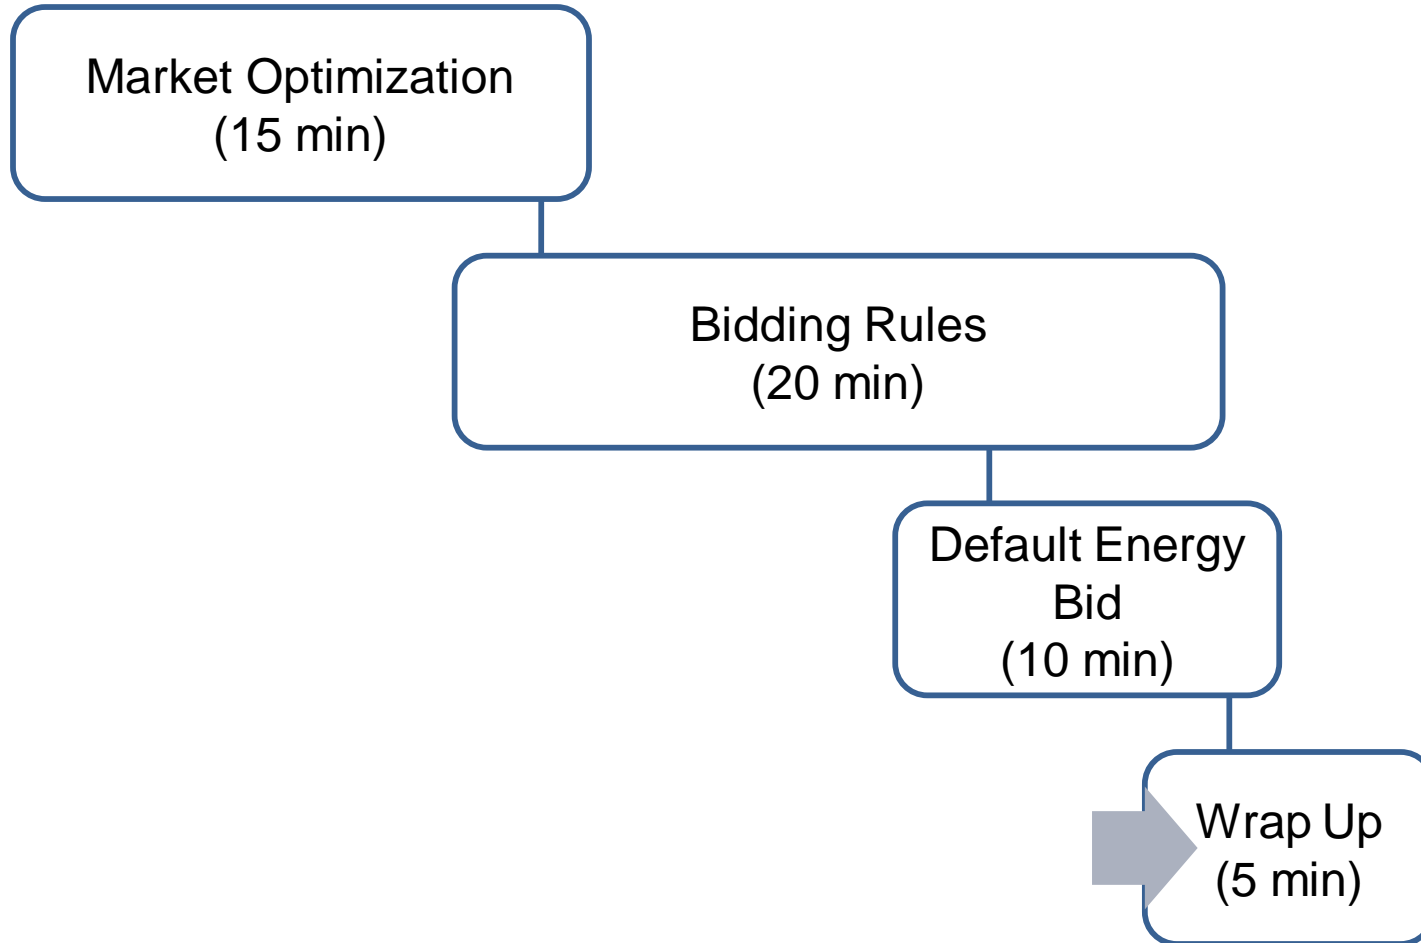 Market Optimization
(15 min)
Bidding Rules
(20 min)
Default Energy
Bid
(10 min)
Wrap Up
(5 min)